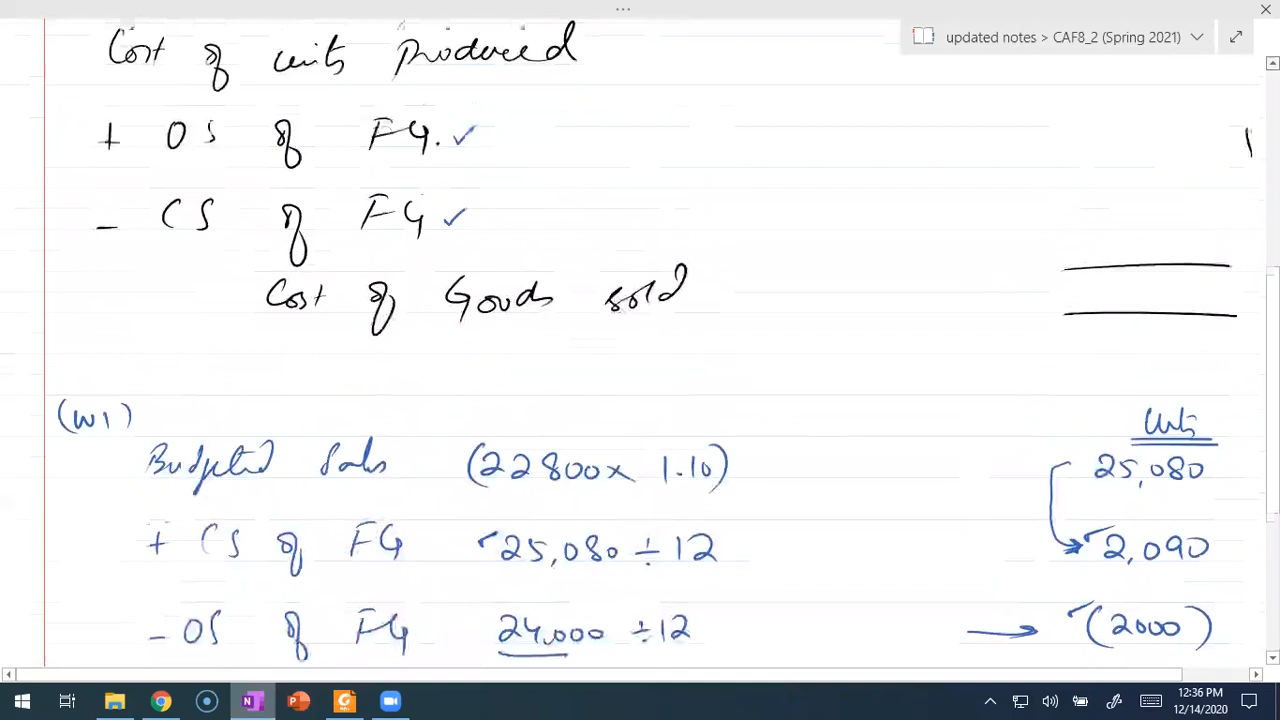 updated notes > CAF8_2 (Spring 2021)
Cost of units produced
+ OS of FG.
- CS of FG
Cost of Goods sold
(W1)
Units
Budgeted Sales (22800 x 1.10) 25,080
+ CS of FG 25,080 ÷ 12 2,090
- OS of FG 24,000 ÷ 12 (2000)
12:36 PM
12/14/2020